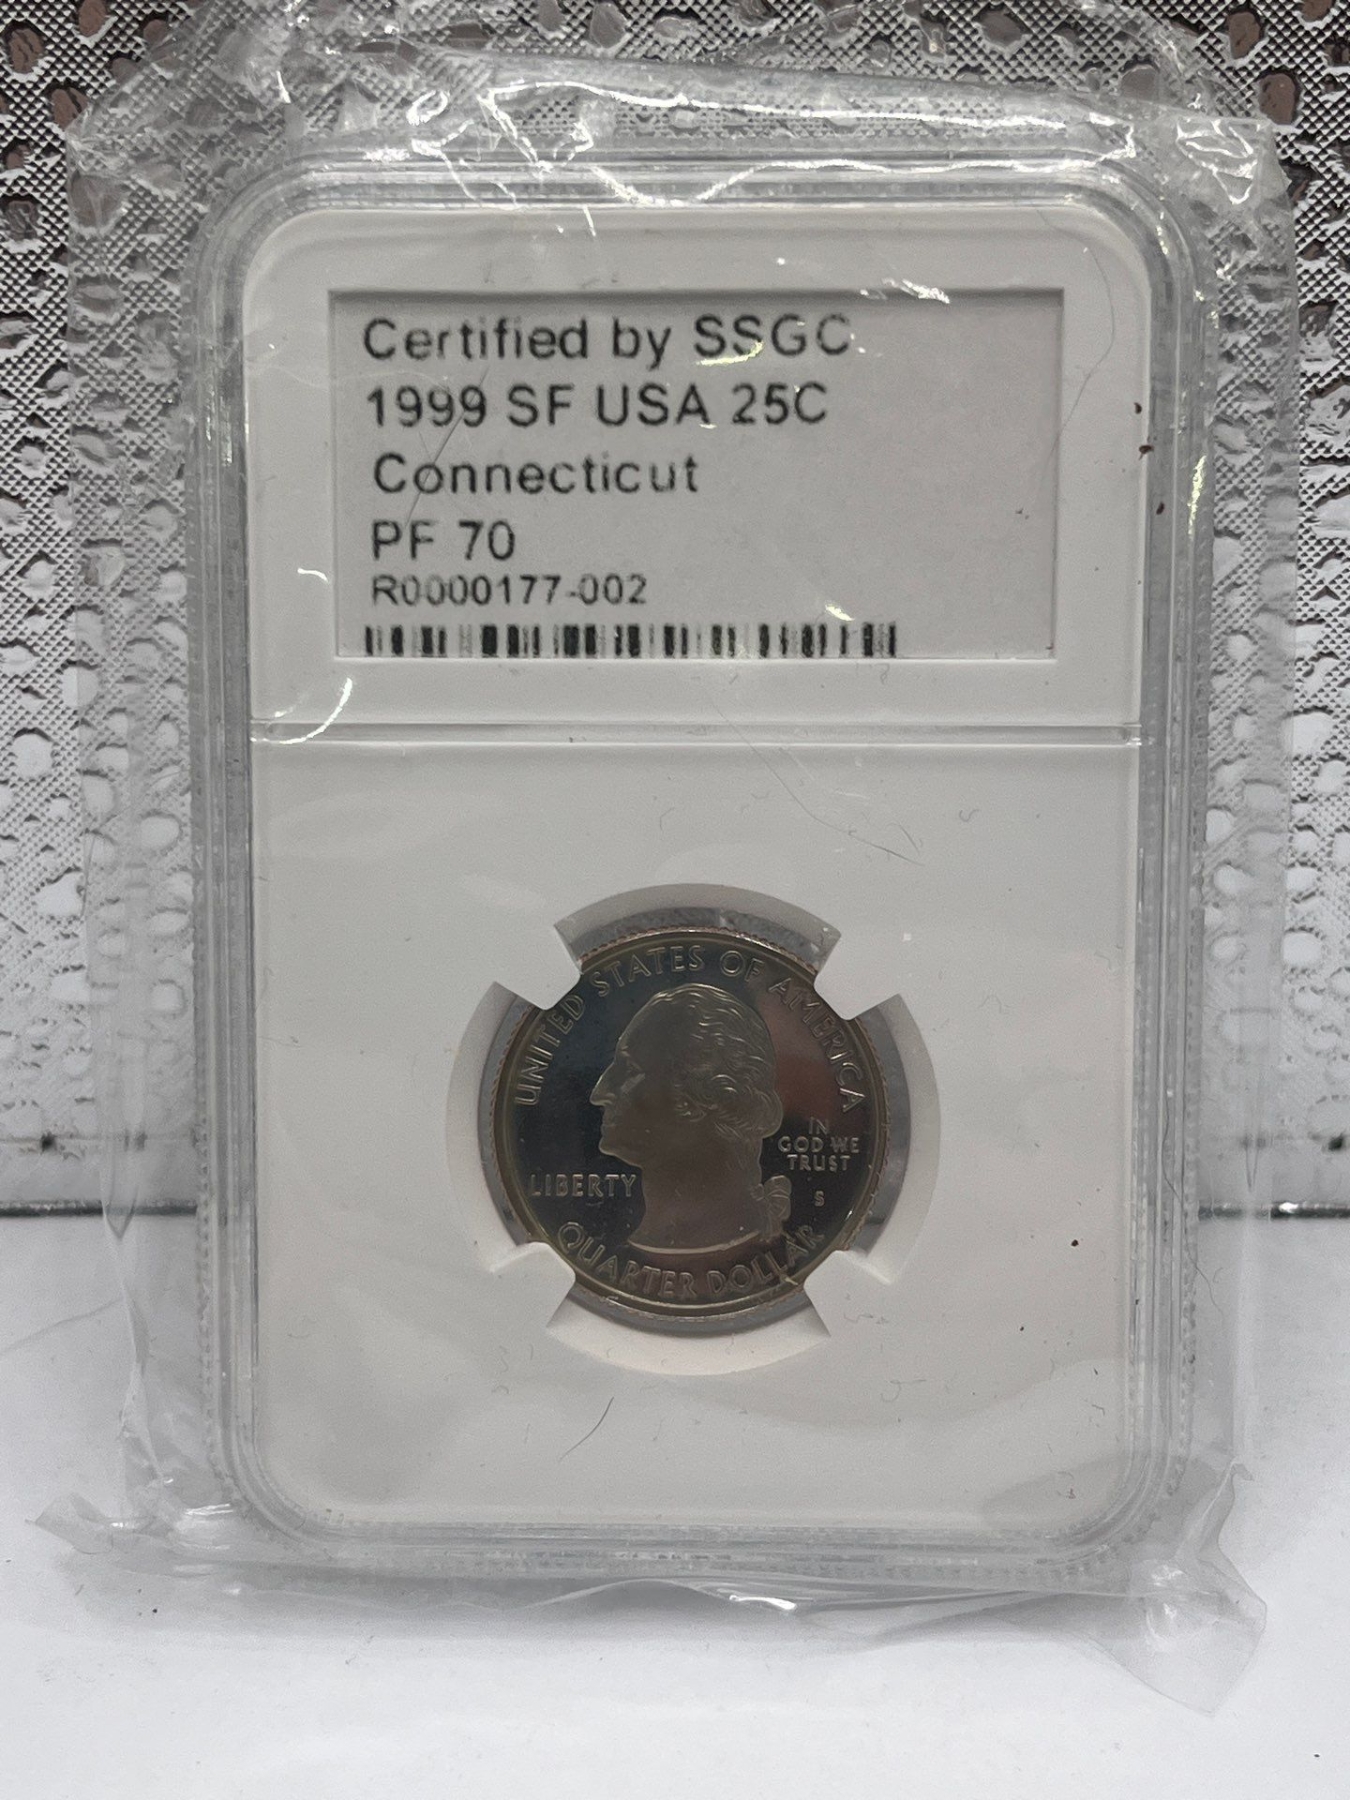 Certified by SSGC
1999 SF USA 25C
Connecticut
PF 70
R0000177-002
UNITED STATES OF AMERICA
IN
GOD WE
TRUST
LIBERTY
S
QUARTER DOLLAR